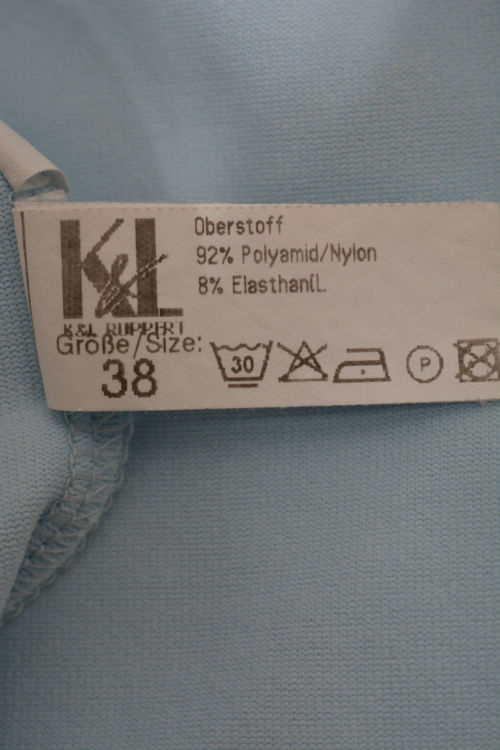 K&L
K&L RUPPERT
Größe/Size:
38
Oberstoff
92% Polyamid/Nylon
8% Elasthan(L
30
P